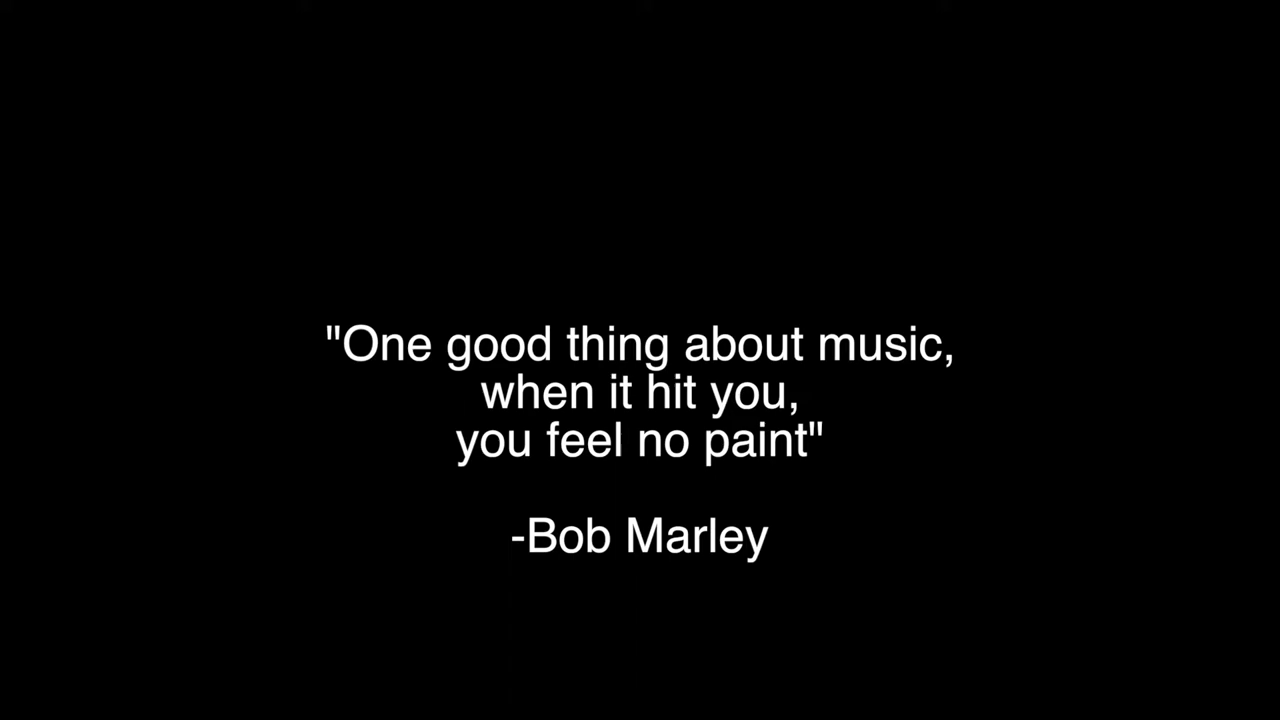 "One good thing about music,
when it hit you,
you feel no paint"
-Bob Marley